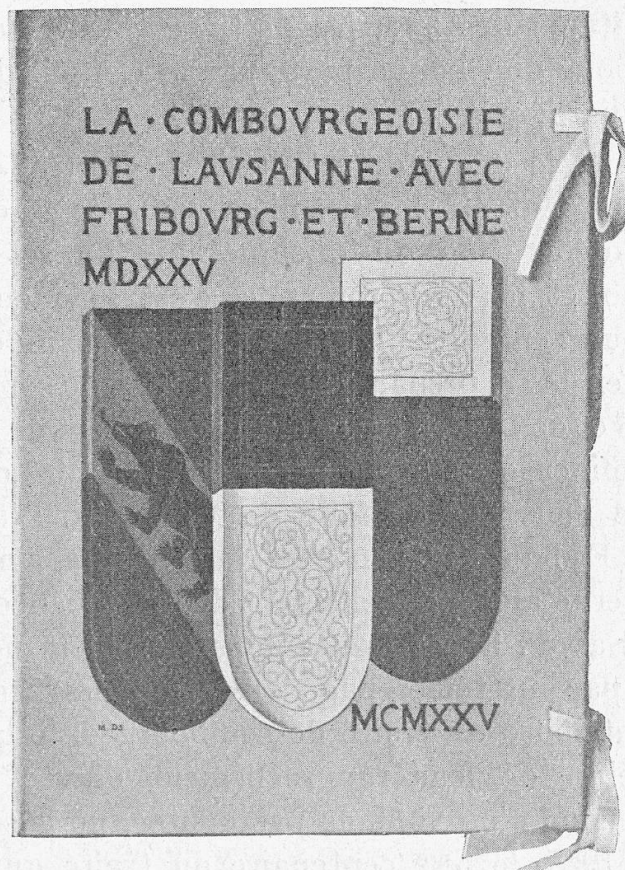 LA · COMBOVRGEOISIE
DE · LAVSANNE · AVEC
FRIBOVRG · ET · BERNE
MDXXV
MCMXXV